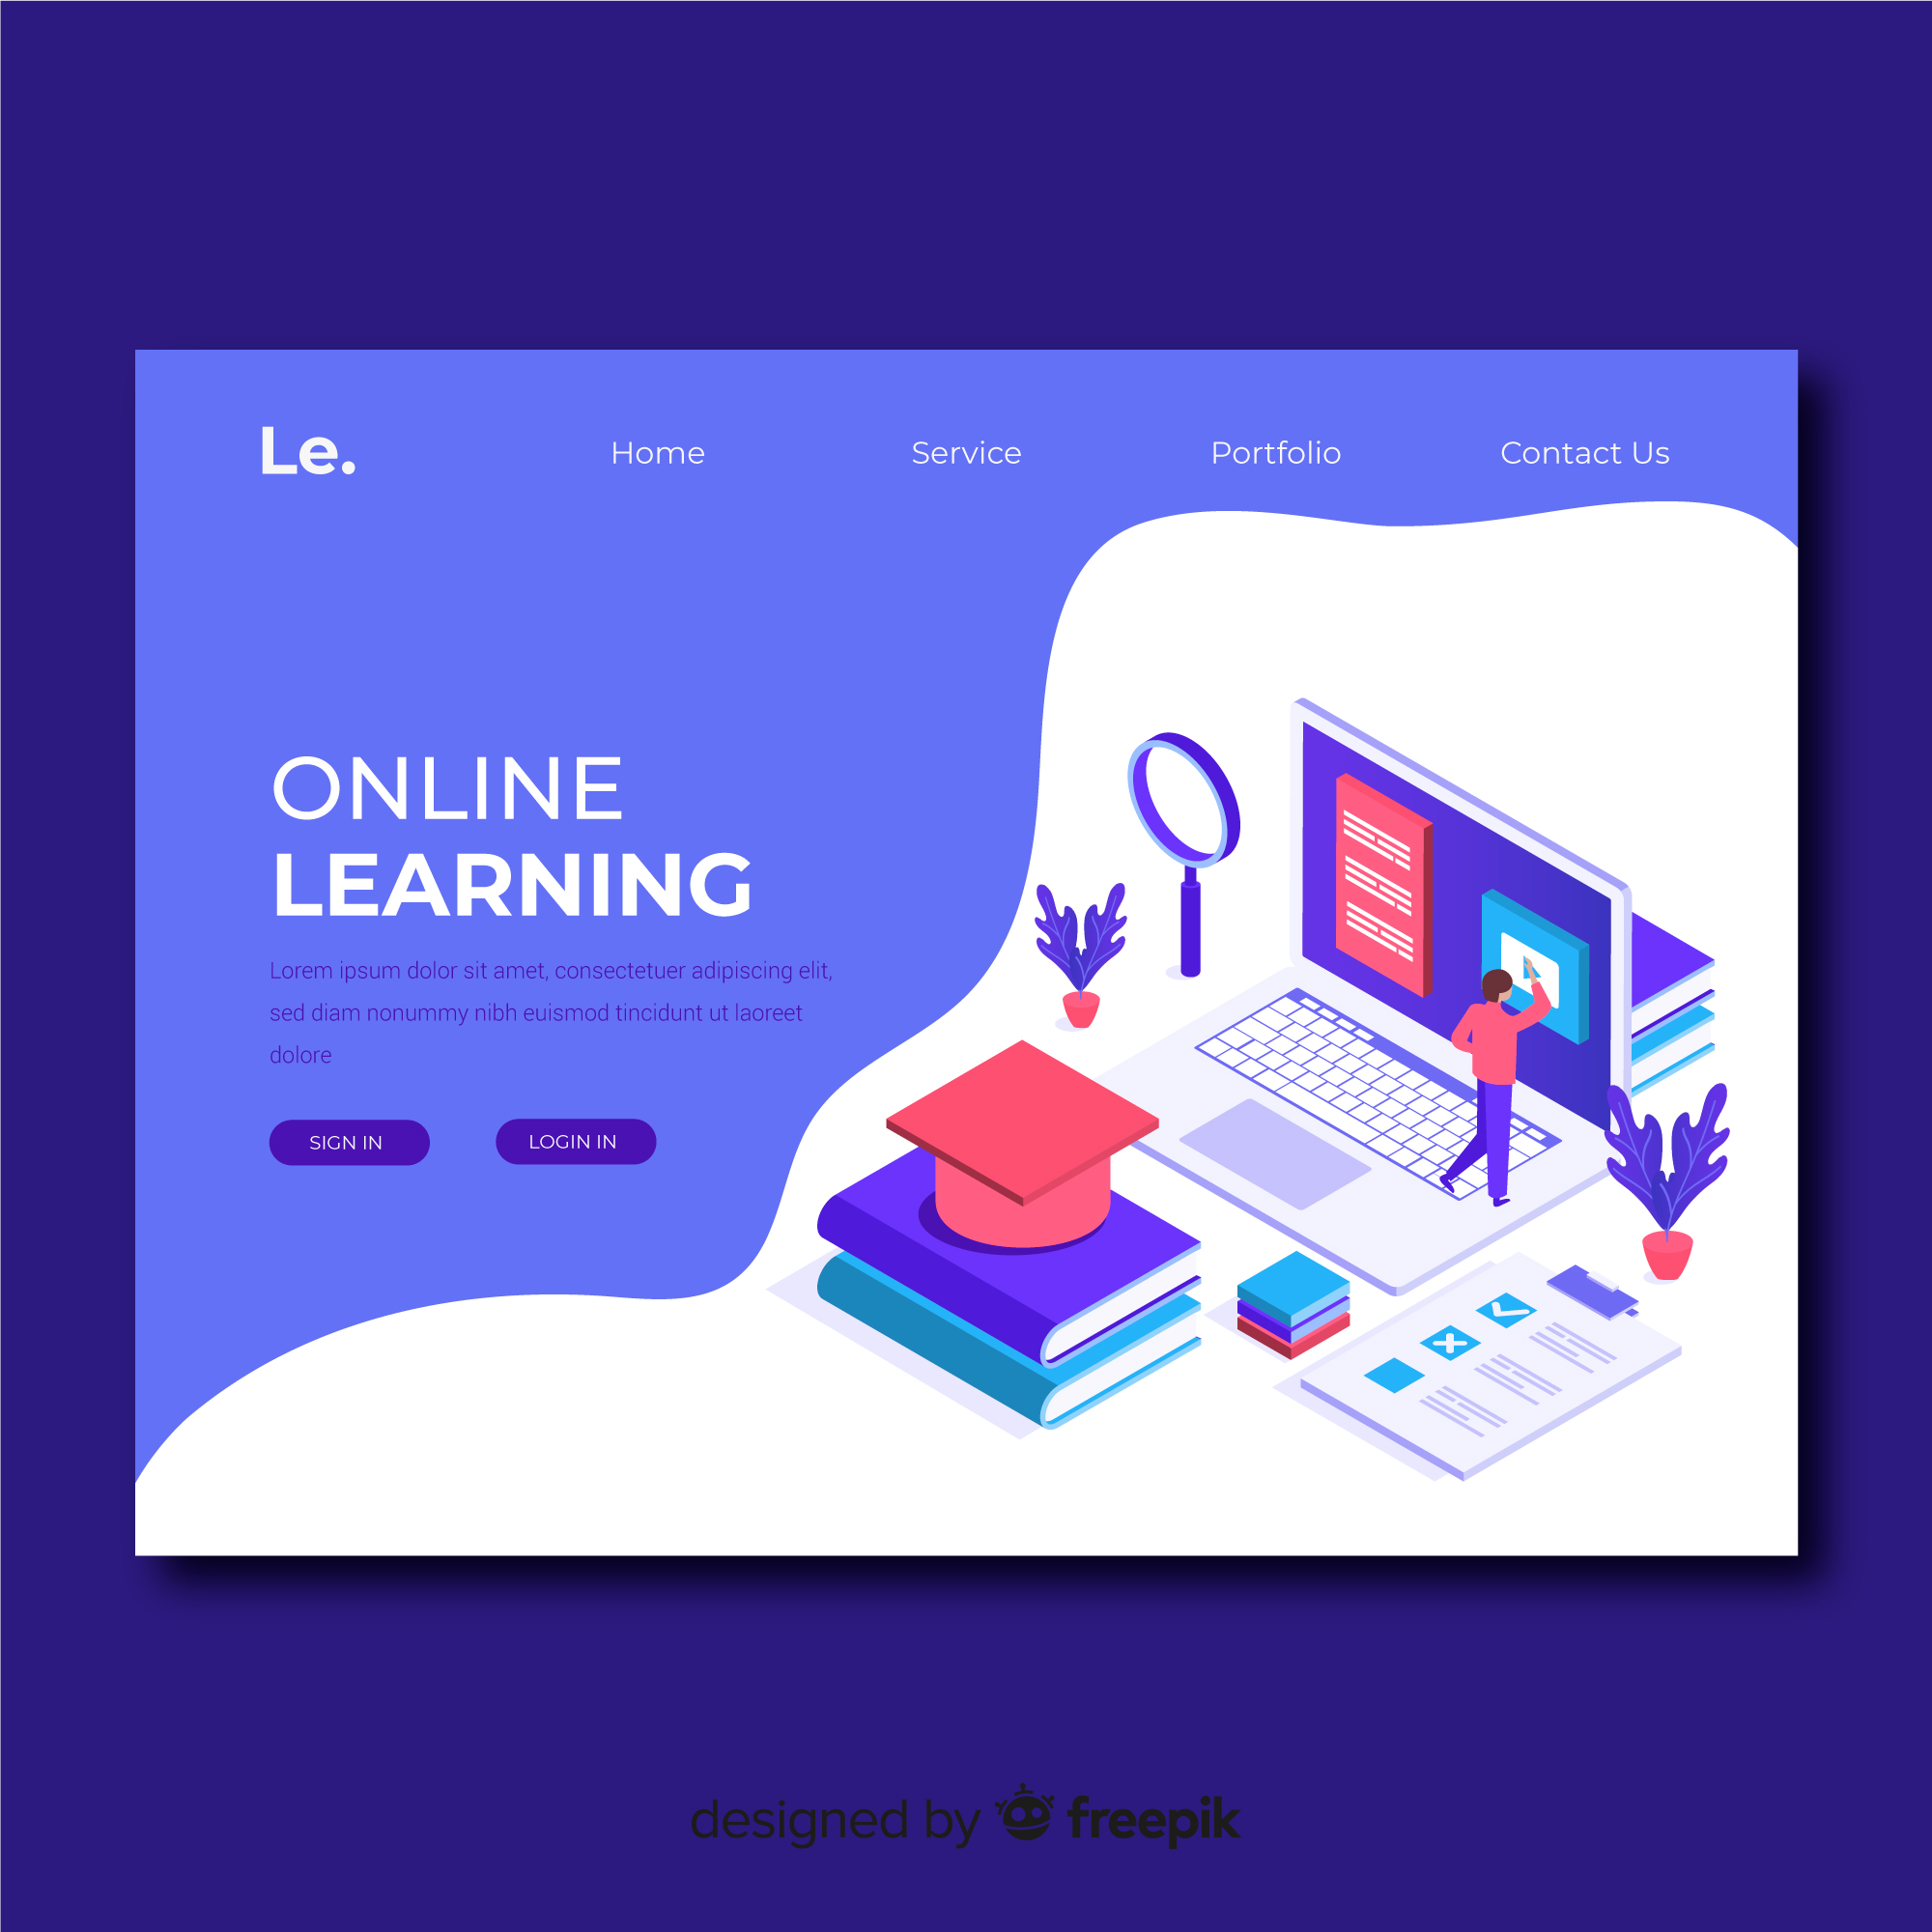 Le.
Home Service Portfolio Contact Us
ONLINE
LEARNING
Lorem ipsum dolor sit amet, consectetuer adipiscing elit,
sed diam nonummy nibh euismod tincidunt ut laoreet
dolore
SIGN IN LOGIN IN
designed by freepik